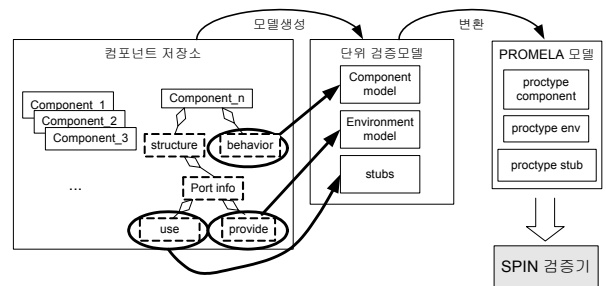 모델생성
변환
컴포넌트 저장소
Component_1
Component_2
Component_3
...
Component_n
structure
behavior
Port info
use
provide
단위 검증모델
Component
model
Environment
model
stubs
PROMELA 모델
proctype
component
proctype env
proctype stub
SPIN 검증기